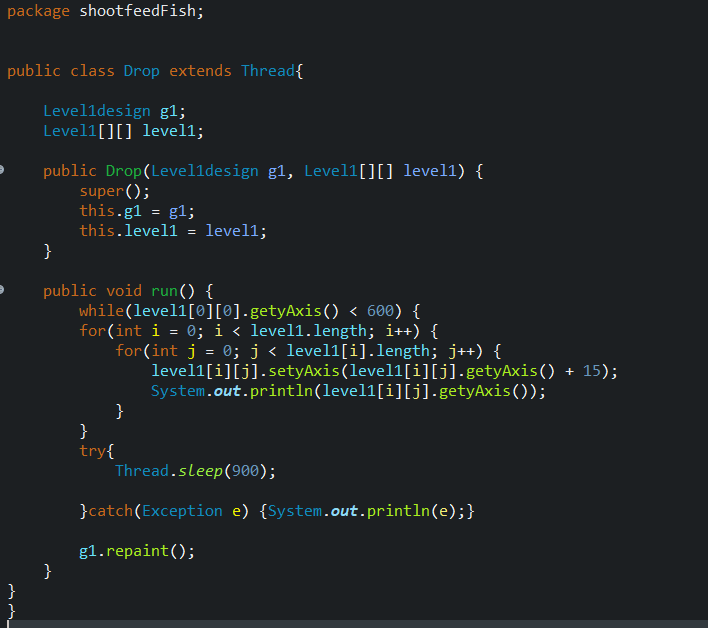 package shootfeedFish;
public class Drop extends Thread{
Level1design g1;
Level1[][] level1;
public Drop(Level1design g1, Level1[][] level1) {
super();
this.g1 = g1;
this.level1 = level1;
}
public void run() {
while(level1[0][0].getyAxis() < 600) {
for(int i = 0; i < level1.length; i++) {
for(int j = 0; j < level1[i].length; j++) {
level1[i][j].setyAxis(level1[i][j].getyAxis() + 15);
System.out.println(level1[i][j].getyAxis());
}
}
try{
Thread.sleep(900);
}catch(Exception e) {System.out.println(e);}
g1.repaint();
}
}
}